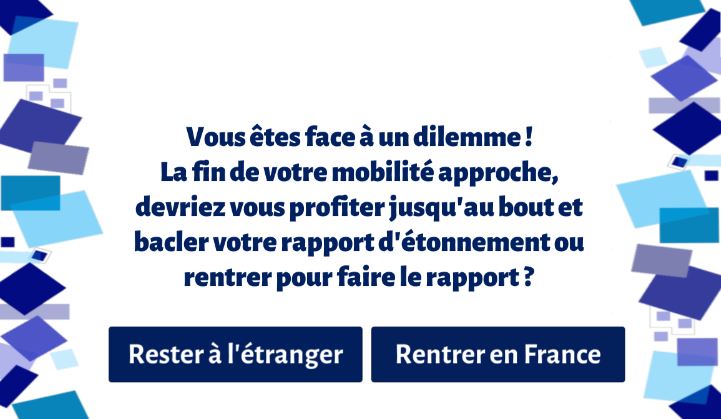 Vous êtes face à un dilemme !
La fin de votre mobilité approche,
devriez vous profiter jusqu'au bout et
bacler votre rapport d'étonnement ou
rentrer pour faire le rapport ?
Rester à l'étranger
Rentrer en France